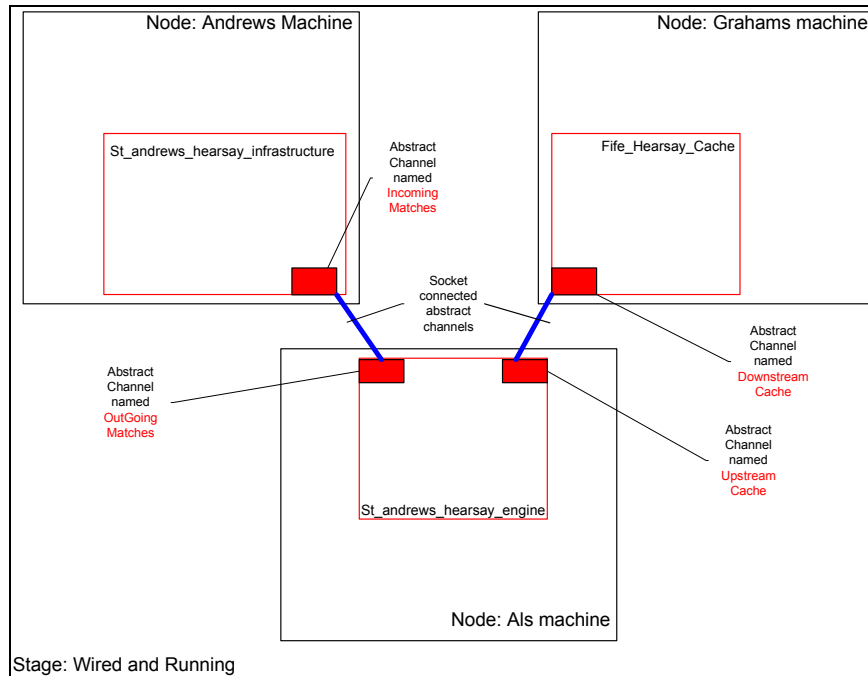 Node: Andrews Machine
Node: Grahams machine
St_andrews_hearsay_infrastructure
Abstract
Channel
named
Incoming
Matches
Fife_Hearsay_Cache
Socket
connected
abstract
channels
Abstract
Channel
named
Downstream
Cache
Abstract
Channel
named
OutGoing
Matches
Abstract
Channel
named
Upstream
Cache
St_andrews_hearsay_engine
Node: Als machine
Stage: Wired and Running